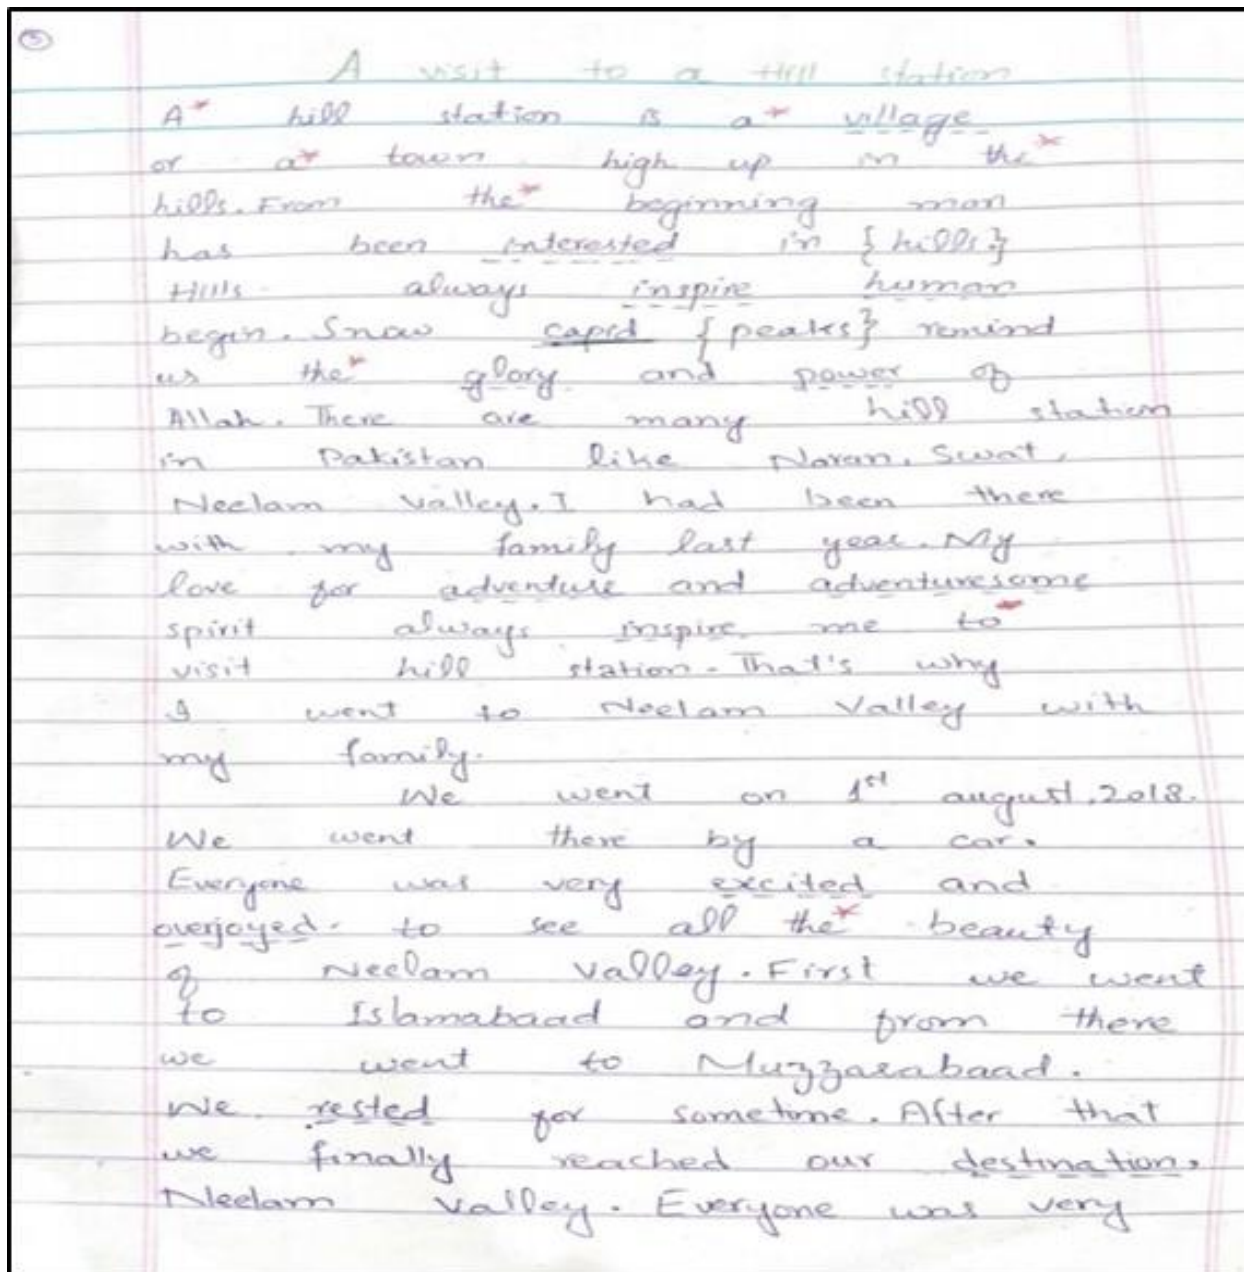 5
A visit to a Hill station
A* hill station is a* village
or a* town high up in the*
hills. From the* beginning man
has been interested in {hills.}
Hills always inspire human
begin. Snow capid {peaks} remind
us the* glory and power of
Allah. There are many hill station
in Pakistan like Naran, Swat,
Neelam Valley. I had been there
with my family last year. My
love for adventure and adventuresome
spirit always inspire me to*
visit hill station. That's why
I went to Neelam Valley with
my family.
We went on 1st august, 2018.
We went there by a car.
Everyone was very excited and
overjoyed. to see all the* beauty
of Neelam Valley. First we went
to Islamabaad and from there
we went to Muzzarabaad.
We rested for sometime. After that
we finally reached our destination,
Neelam Valley. Everyone was very